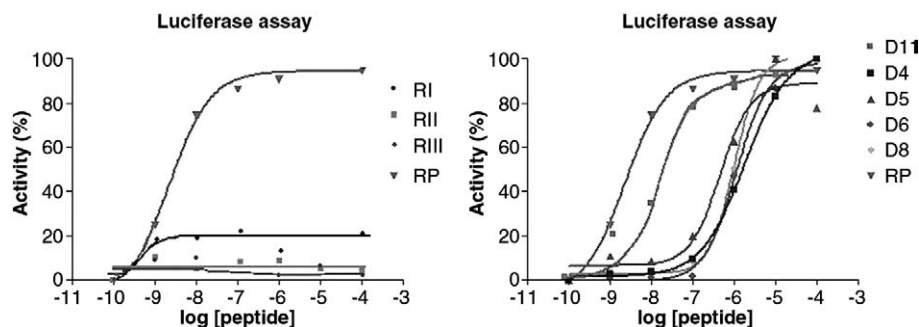 Luciferase assay
100
80
60
40
20
0
Activity (%)
-11 -10 -9 -8 -7 -6 -5 -4 -3
log [peptide]
RI
RII
RIII
RP
Luciferase assay
100
80
60
40
20
0
Activity (%)
-11 -10 -9 -8 -7 -6 -5 -4 -3
log [peptide]
D11
D4
D5
D6
D8
RP